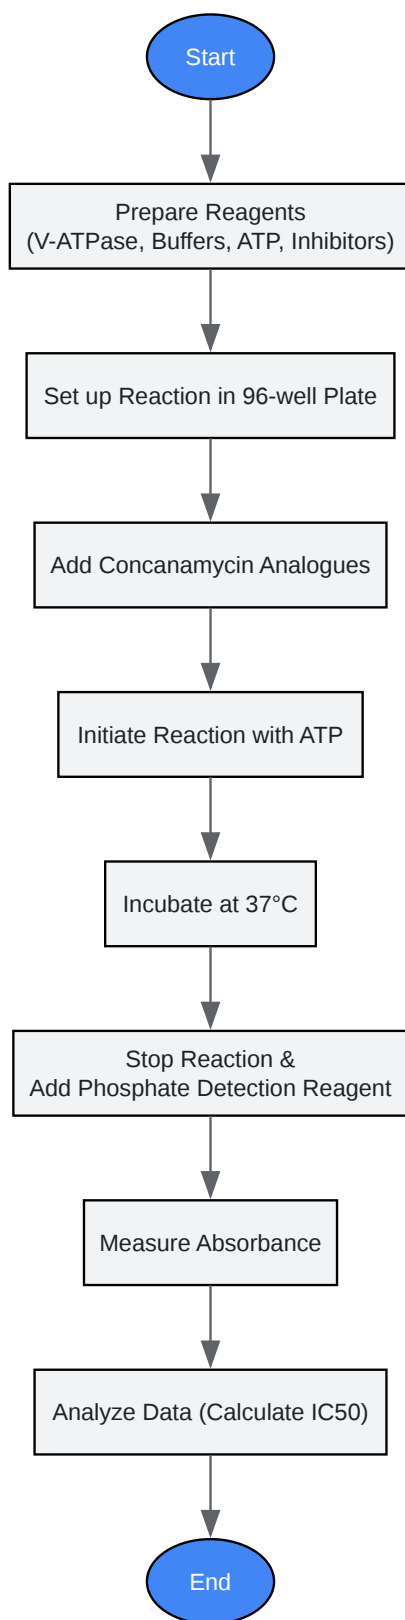 Start
Prepare Reagents
(V-ATPase, Buffers, ATP, Inhibitors)
Set up Reaction in 96-well Plate
Add Concanamycin Analogues
Initiate Reaction with ATP
Incubate at 37°C
Stop Reaction &
Add Phosphate Detection Reagent
Measure Absorbance
Analyze Data (Calculate IC50)
End